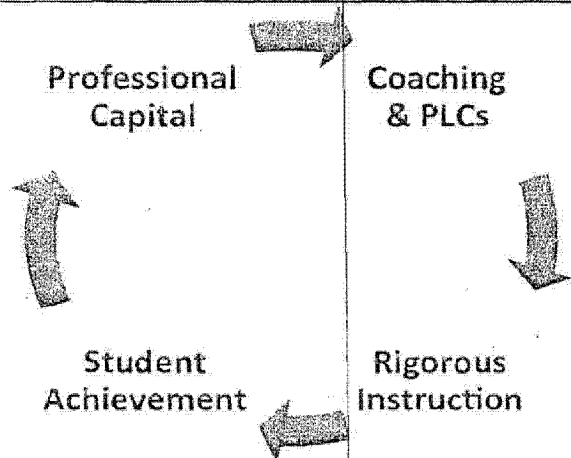 Professional
Capital
Coaching
& PLCs
Rigorous
Instruction
Student
Achievement